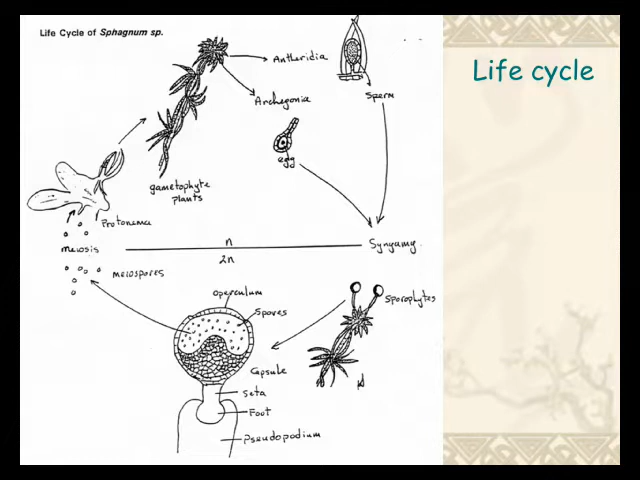 Life Cycle of Sphagnum sp.
Life cycle
Antheridia
Archegonia
Sperm
egg
gametophyte
plants
Protonema
meiosis
n
2n
Syngamy
meiospores
operculum
Spores
Sporophytes
Capsule
Seta
Foot
Pseudopodium